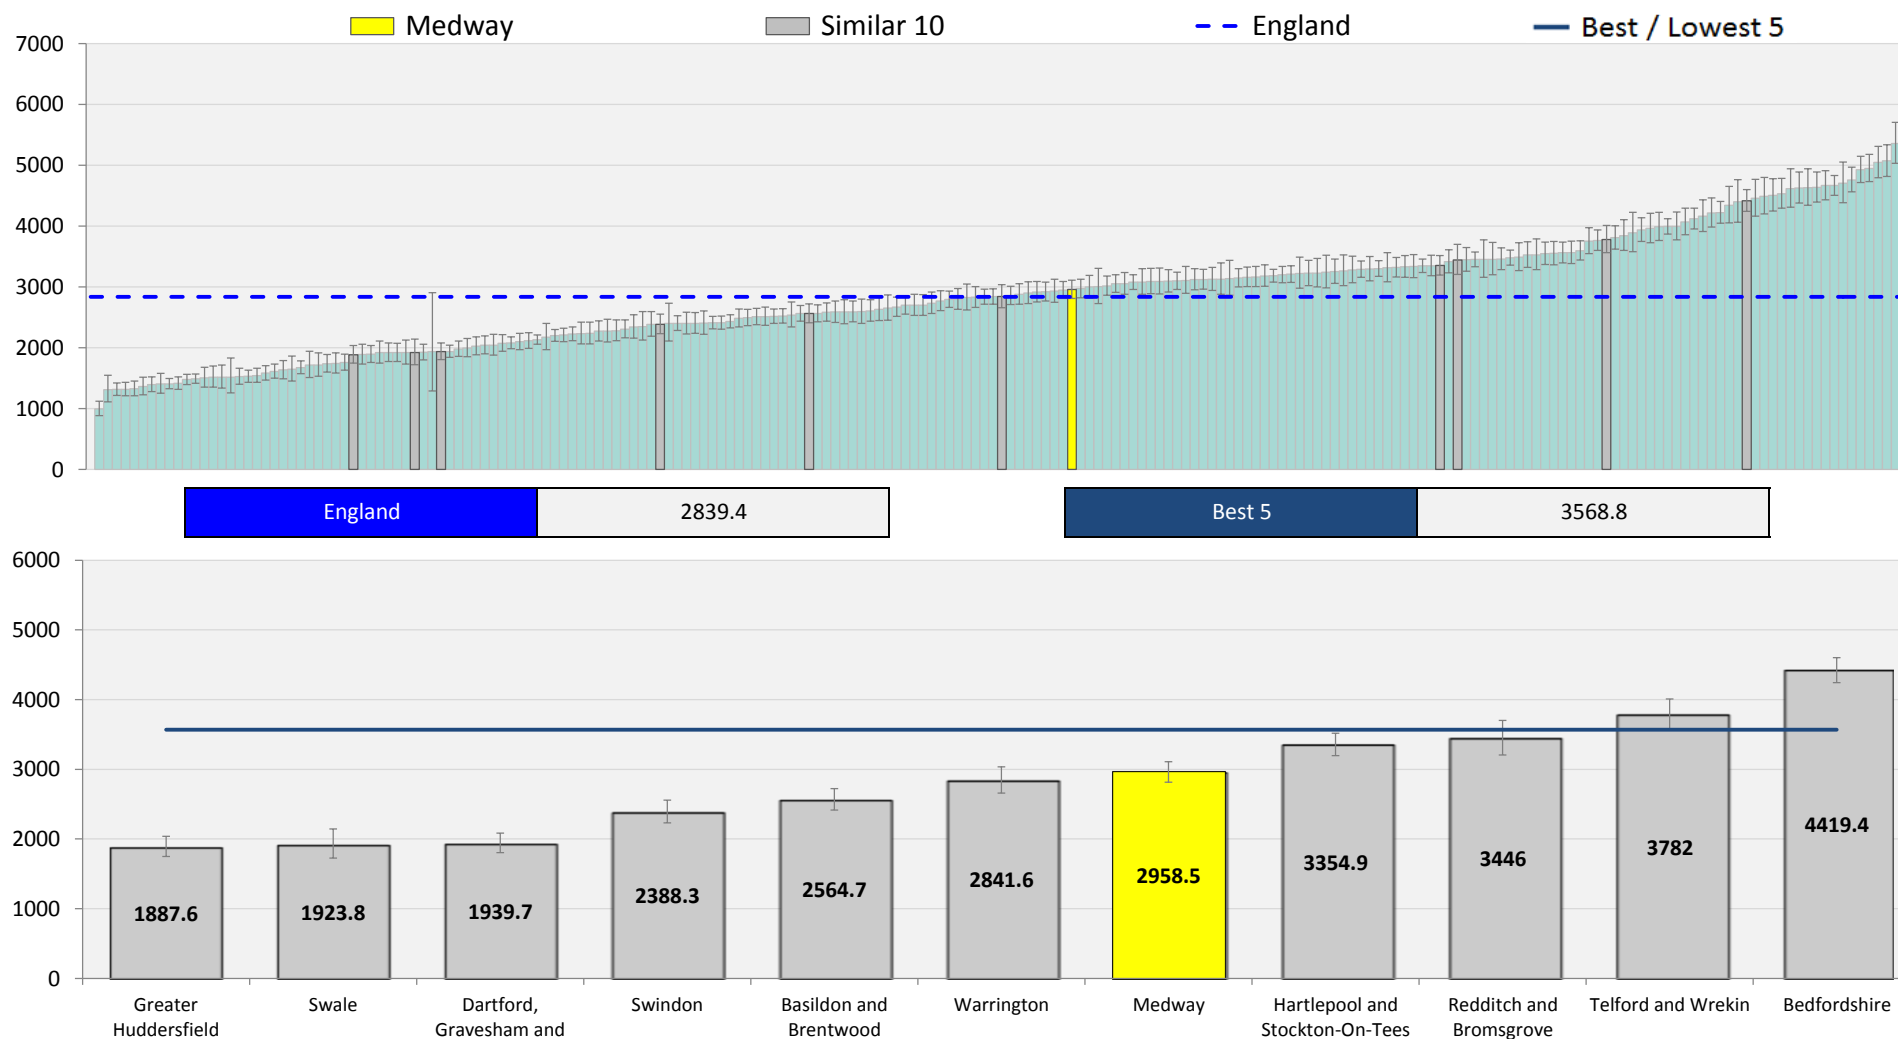 Medway
Similar 10
England
Best / Lowest 5
7000
6000
5000
4000
3000
2000
1000
0
England
2839.4
Best 5
3568.8
6000
5000
4000
3000
2000
1000
0
1887.6
1923.8
1939.7
2388.3
2564.7
2841.6
2958.5
3354.9
3446
3782
4419.4
Greater
Huddersfield
Swale
Dartford,
Gravesham and
Swindon
Basildon and
Brentwood
Warrington
Medway
Hartlepool and
Stockton-On-Tees
Redditch and
Bromsgrove
Telford and Wrekin
Bedfordshire